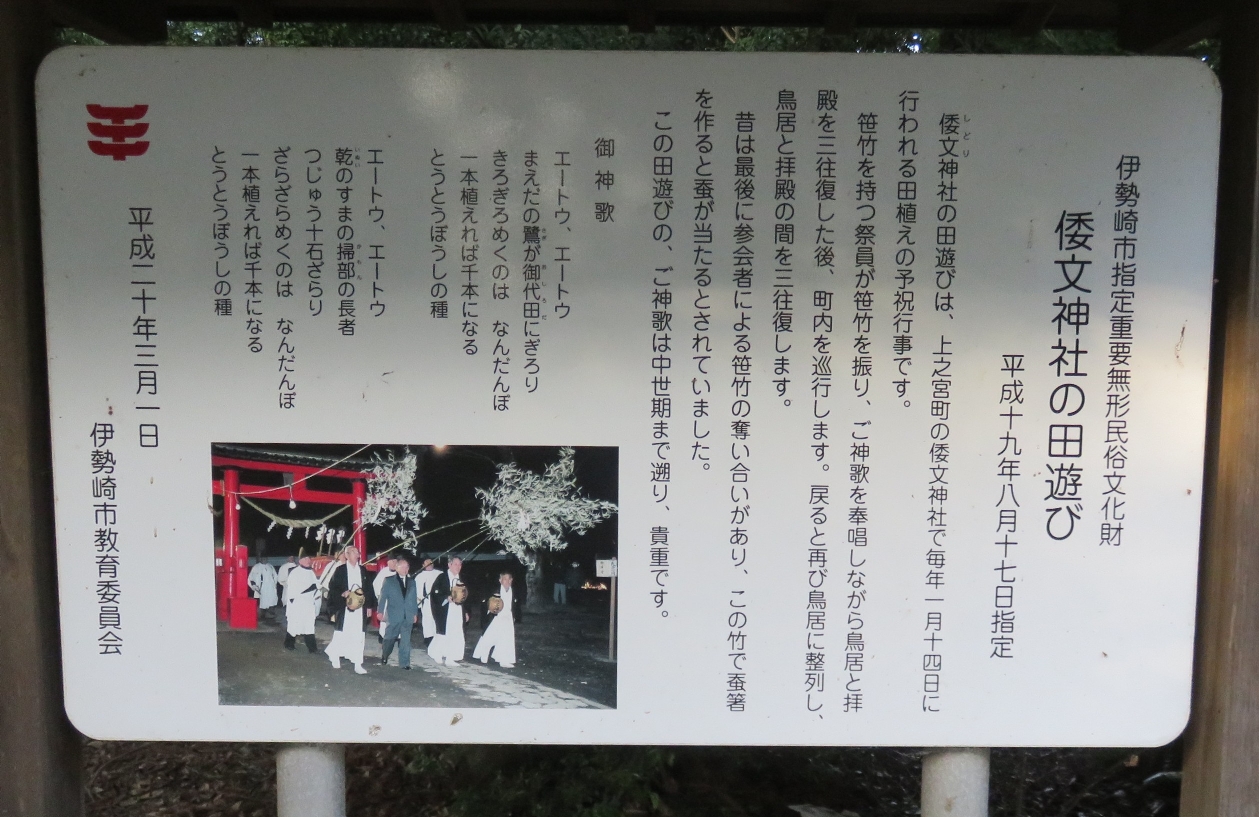 伊勢崎市指定重要無形民俗文化財
倭文神社の田遊び
平成十九年八月十七日指定
しどり
倭文神社の田遊びは、上之宮町の倭文神社で毎年一月十四日に
行われる田植えの予祝行事です。
笹竹を持つ祭員が笹竹を振り、ご神歌を奉唱しながら鳥居と拝
殿を三往復した後、町内を巡行します。戻ると再び鳥居に整列し、
鳥居と拝殿の間を三往復します。
昔は最後に参会者による笹竹の奪い合いがあり、この竹で蚕箸
を作ると蚕が当たるとされていました。
この田遊びの、ご神歌は中世期まで遡り、貴重です。
御神歌
エートウ、エートウ
まえだの鷺が御代田にぎろり
きろぎろめくのは なんだんぼ
一本植えれば千本になる
とうとうぼうしの種
エートウ、エートウ
いぬい
乾のすまの掃部の長者
つじゅう十石ざらり
ざらざらめくのは なんだんぼ
一本植えれば千本になる
とうとうぼうしの種
平成二十年三月一日
伊勢崎市教育委員会